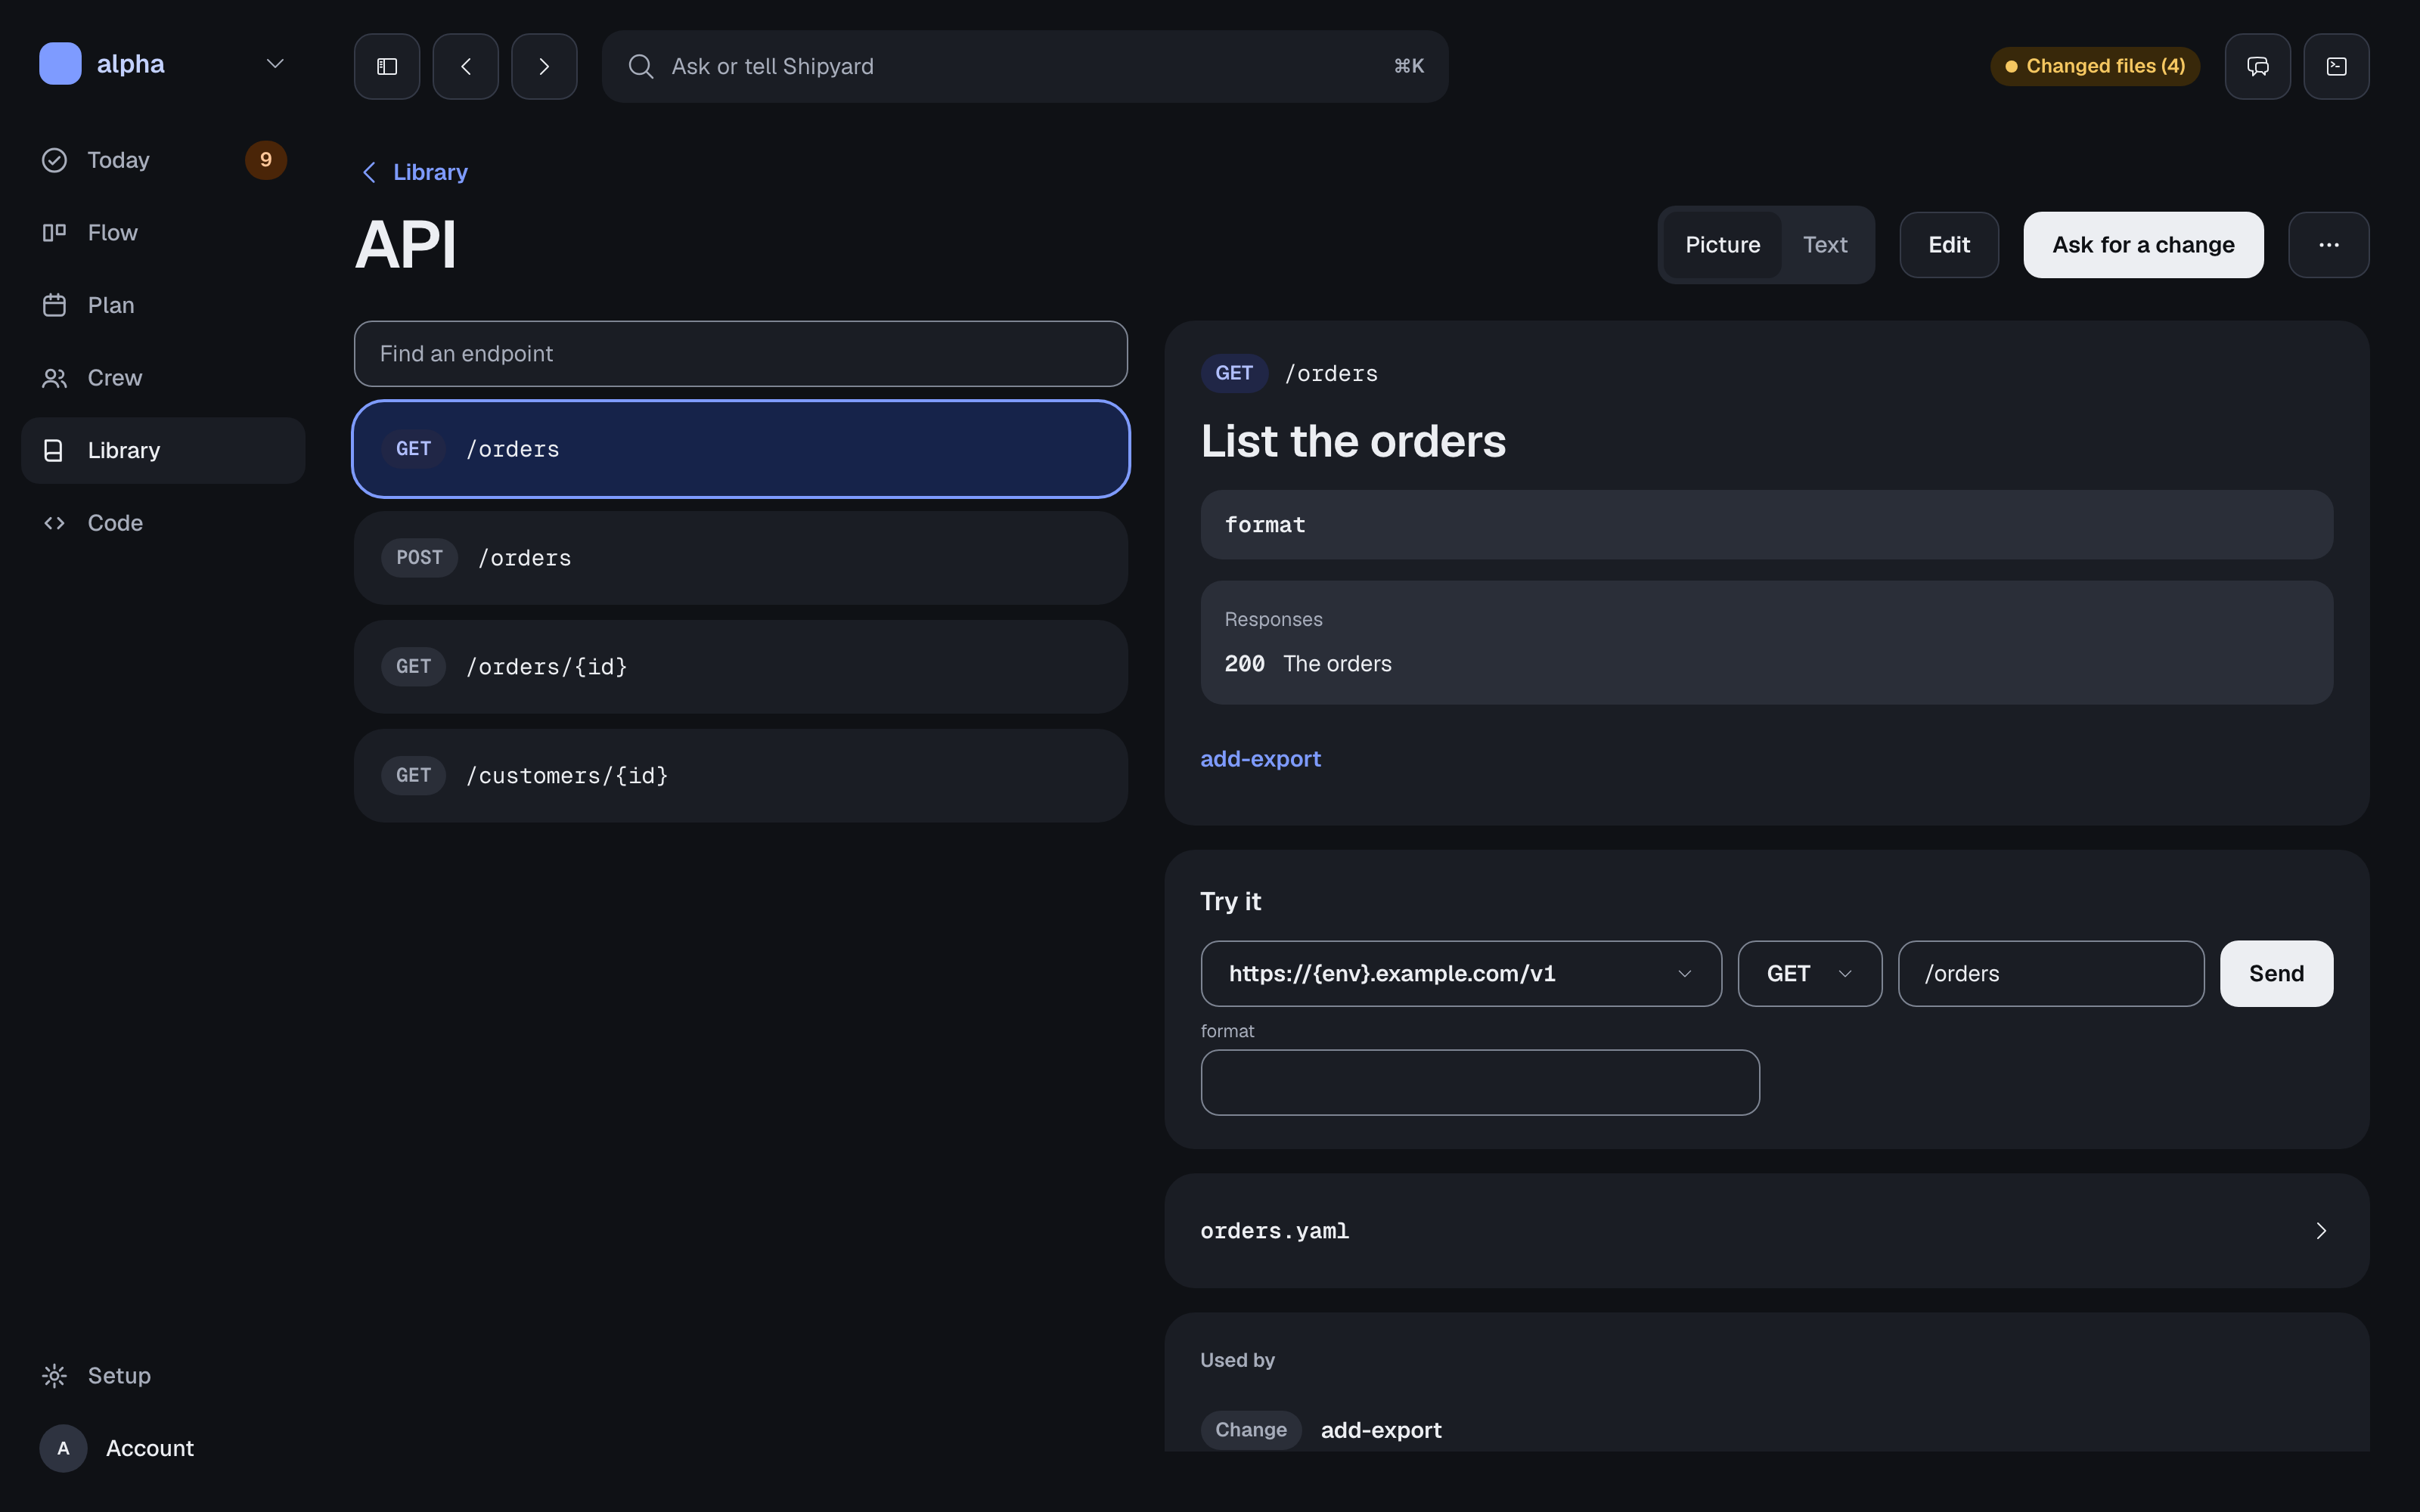 alpha
Ask or tell Shipyard
⌘K
Changed files (4)
Today
9
Flow
Plan
Crew
Library
Code
Setup
A
Account
Library
API
Picture
Text
Edit
Ask for a change
Find an endpoint
GET /orders
POST /orders
GET /orders/{id}
GET /customers/{id}
GET /orders
List the orders
format
Responses
200 The orders
add-export
Try it
https://{env}.example.com/v1
GET
/orders
Send
format
orders.yaml
Used by
Change add-export